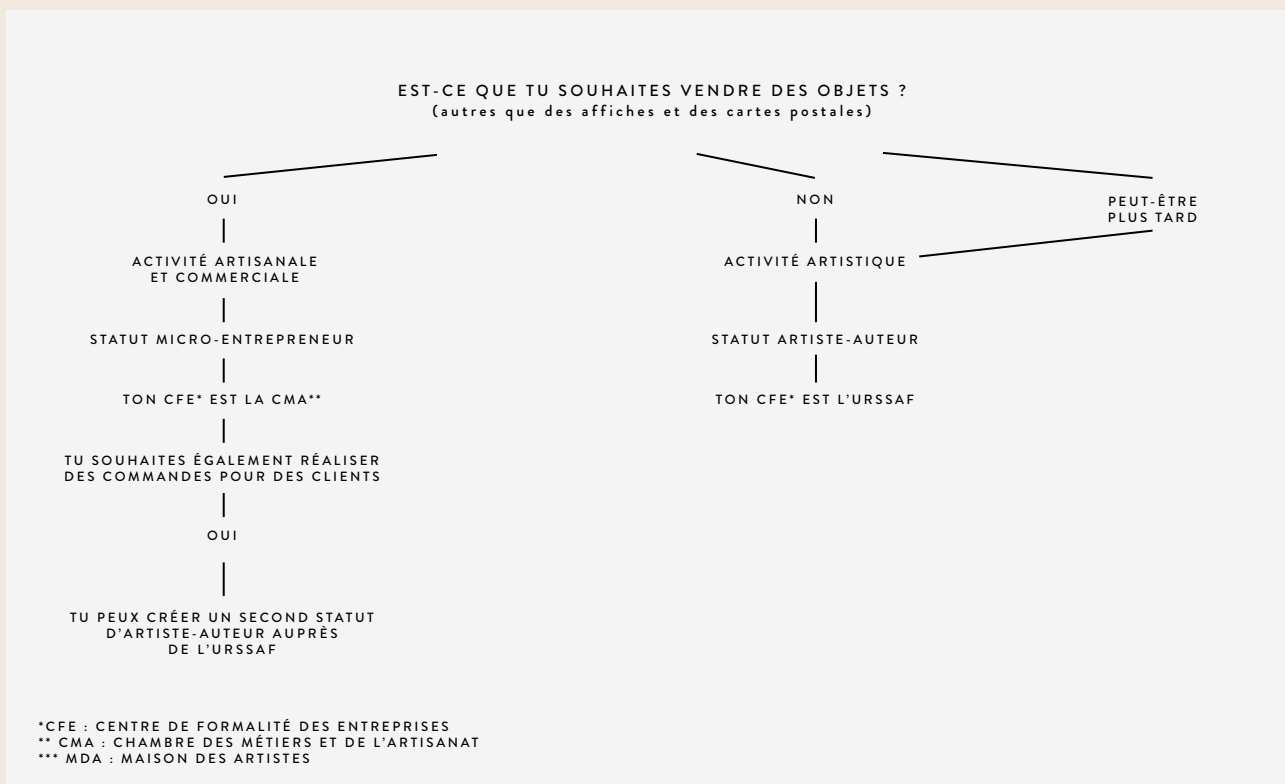 EST-CE QUE TU SOUHAITES VENDRE DES OBJETS ?
(autres que des affiches et des cartes postales)
OUI
ACTIVITÉ ARTISANALE
ET COMMERCIALE
STATUT MICRO-ENTREPRENEUR
TON CFE* EST LA CMA**
TU SOUHAITES ÉGALEMENT RÉALISER
DES COMMANDES POUR DES CLIENTS
OUI
TU PEUX CRÉER UN SECOND STATUT
D'ARTISTE-AUTEUR AUPRÈS
DE L'URSSAF
NON
ACTIVITÉ ARTISTIQUE
STATUT ARTISTE-AUTEUR
TON CFE* EST L'URSSAF
PEUT-ÊTRE
PLUS TARD
*CFE : CENTRE DE FORMALITÉ DES ENTREPRISES
** CMA : CHAMBRE DES MÉTIERS ET DE L'ARTISANAT
*** MDA : MAISON DES ARTISTES